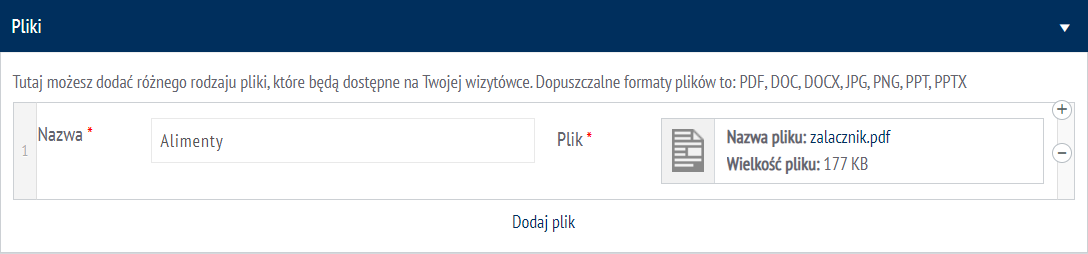 Pliki
Tutaj możesz dodać różnego rodzaju pliki, które będą dostępne na Twojej wizytówce. Dopuszczalne formaty plików to: PDF, DOC, DOCX, JPG, PNG, PPT, PPTX
1
Nazwa *
Alimenty
Plik *
Nazwa pliku: zalacznik.pdf
Wielkość pliku: 177 KB
Dodaj plik